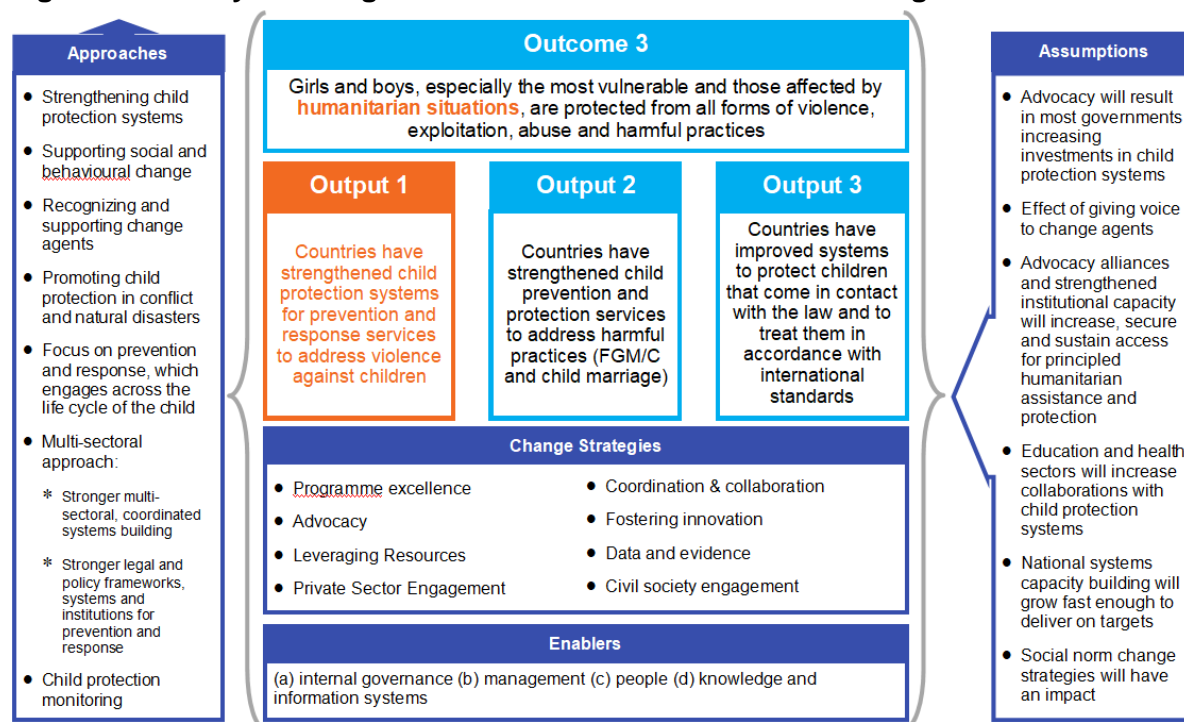 Approaches
● Strengthening child
protection systems
● Supporting social and
behavioural change
● Recognizing and
supporting change
agents
● Promoting child
protection in conflict
and natural disasters
● Focus on prevention
and response, which
engages across the
life cycle of the child
● Multi-sectoral
approach:
* Stronger multi-
sectoral, coordinated
systems building
* Stronger legal and
policy frameworks,
systems and
institutions for
prevention and
response
● Child protection
monitoring
Outcome 3
Girls and boys, especially the most vulnerable and those affected by
humanitarian situations, are protected from all forms of violence,
exploitation, abuse and harmful practices
Output 1
Countries have
strengthened child
protection systems
for prevention and
response services
to address violence
against children
Output 2
Countries have
strengthened child
prevention and
protection services
to address harmful
practices (FGM/C
and child marriage)
Output 3
Countries have
improved systems
to protect children
that come in contact
with the law and to
treat them in
accordance with
international
standards
Change Strategies
● Programme excellence
● Advocacy
● Leveraging Resources
● Private Sector Engagement
● Coordination & collaboration
● Fostering innovation
● Data and evidence
● Civil society engagement
Enablers
(a) internal governance (b) management (c) people (d) knowledge and
information systems
Assumptions
● Advocacy will result
in most governments
increasing
investments in child
protection systems
● Effect of giving voice
to change agents
● Advocacy alliances
and strengthened
institutional capacity
will increase, secure
and sustain access
for principled
humanitarian
assistance and
protection
● Education and health
sectors will increase
collaborations with
child protection
systems
● National systems
capacity building will
grow fast enough to
deliver on targets
● Social norm change
strategies will have
an impact